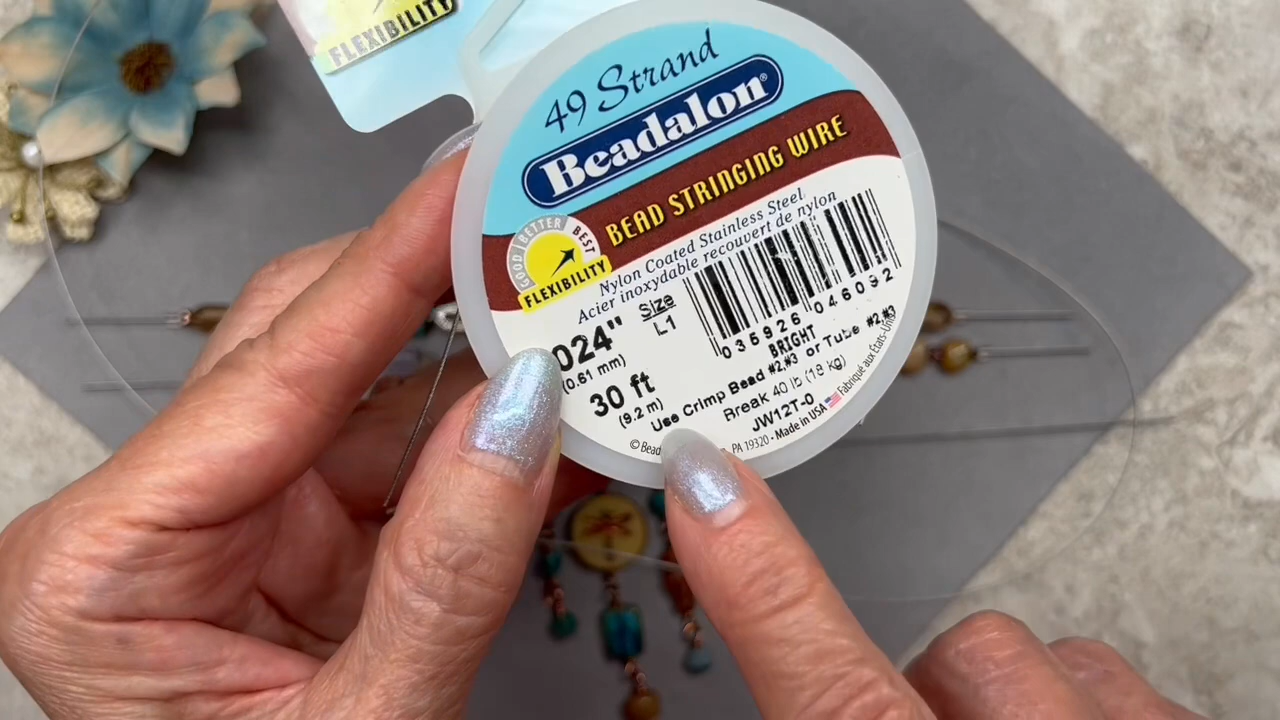 FLEXIBILITY
49 Strand
Beadalon®
BEAD STRINGING WIRE
GOOD BETTER BEST
FLEXIBILITY
Nylon Coated Stainless Steel
Acier inoxydable recouvert de nylon
Size
L1
024"
(0.61 mm)
30 ft
(9.2 m)
0 35926 04609 2
BRIGHT
Use Crimp Bead #2,#3 or Tube #2,#3
Break 40 lb (18 kg)
JW12T-0
© PA 19320 • Made in USA Fabriqué aux États-Unis